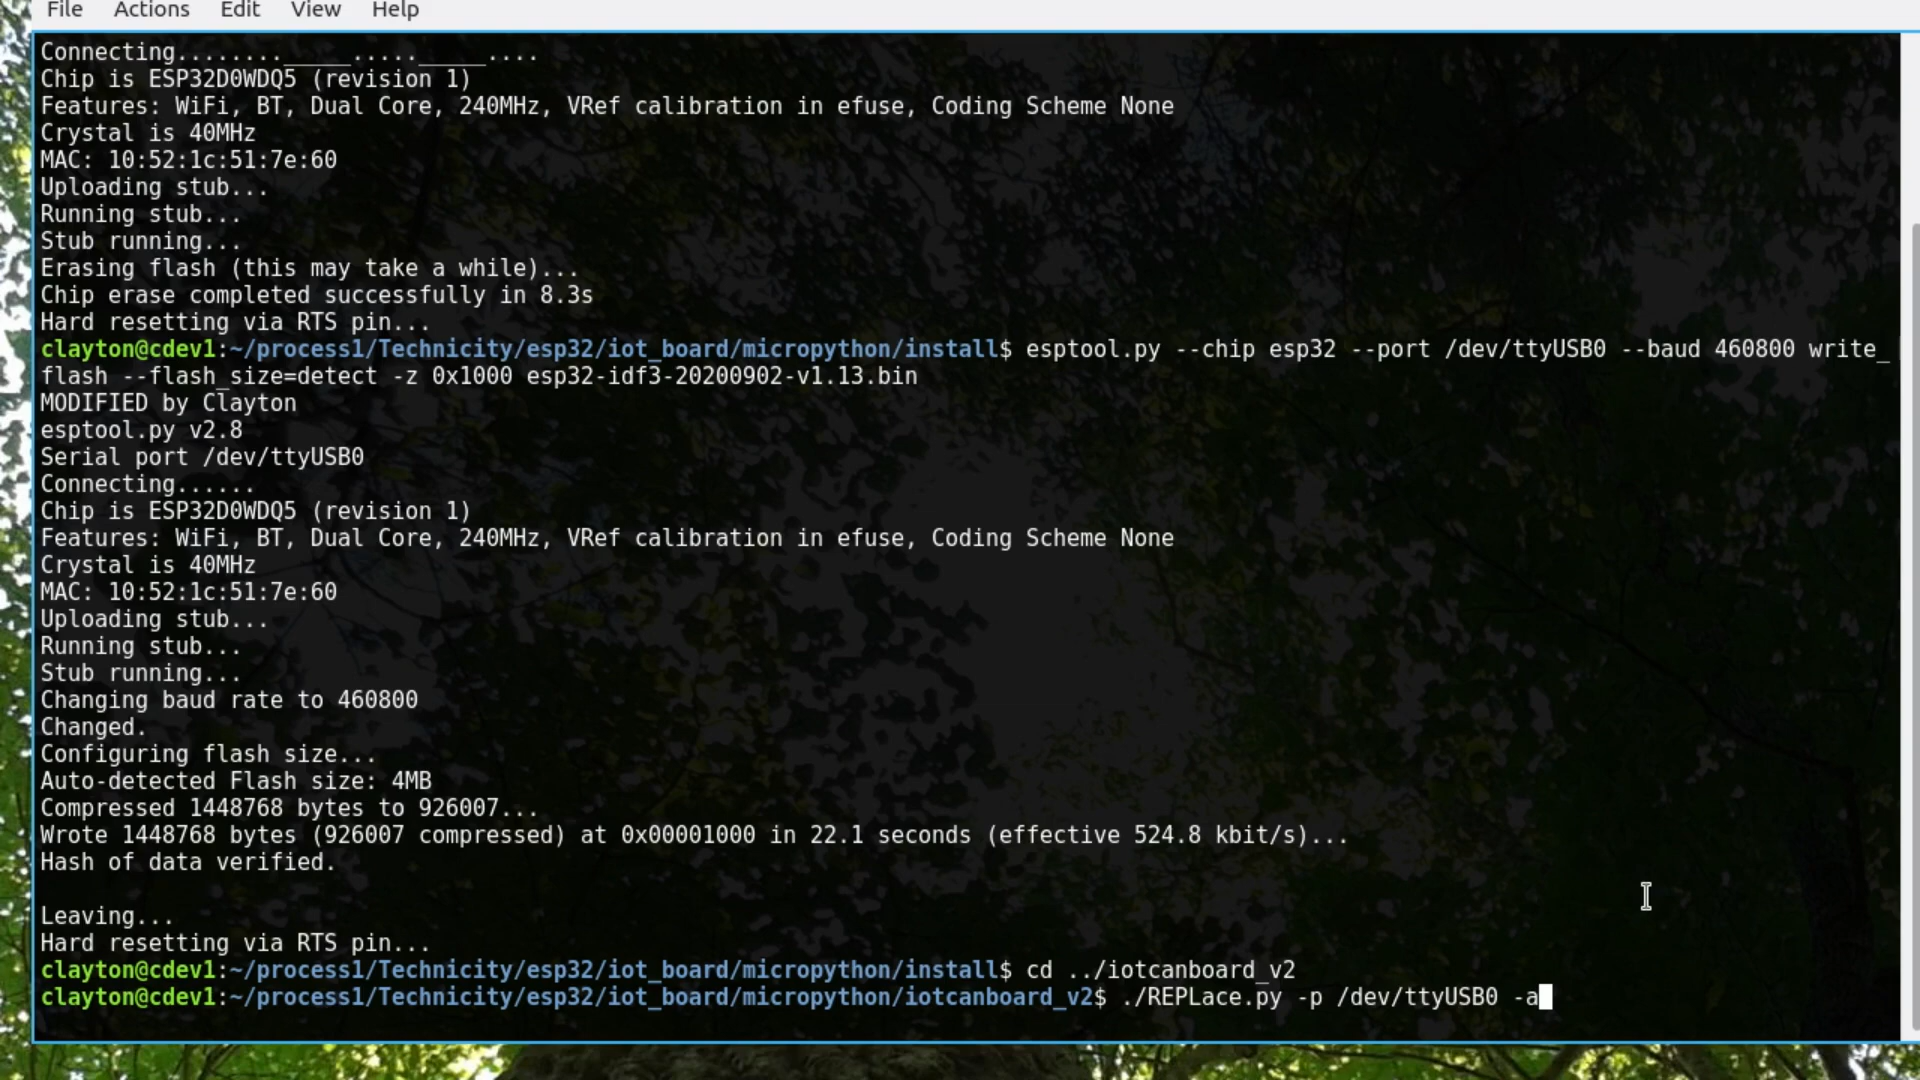 File Actions Edit View Help
Connecting........_____....._____....
Chip is ESP32D0WDQ5 (revision 1)
Features: WiFi, BT, Dual Core, 240MHz, VRef calibration in efuse, Coding Scheme None
Crystal is 40MHz
MAC: 10:52:1c:51:7e:60
Uploading stub...
Running stub...
Stub running...
Erasing flash (this may take a while)...
Chip erase completed successfully in 8.3s
Hard resetting via RTS pin...
clayton@cdev1:~/process1/Technicity/esp32/iot_board/micropython/install$ esptool.py --chip esp32 --port /dev/ttyUSB0 --baud 460800 write_
flash --flash_size=detect -z 0x1000 esp32-idf3-20200902-v1.13.bin
MODIFIED by Clayton
esptool.py v2.8
Serial port /dev/ttyUSB0
Connecting......
Chip is ESP32D0WDQ5 (revision 1)
Features: WiFi, BT, Dual Core, 240MHz, VRef calibration in efuse, Coding Scheme None
Crystal is 40MHz
MAC: 10:52:1c:51:7e:60
Uploading stub...
Running stub...
Stub running...
Changing baud rate to 460800
Changed.
Configuring flash size...
Auto-detected Flash size: 4MB
Compressed 1448768 bytes to 926007...
Wrote 1448768 bytes (926007 compressed) at 0x00001000 in 22.1 seconds (effective 524.8 kbit/s)...
Hash of data verified.
Leaving...
Hard resetting via RTS pin...
clayton@cdev1:~/process1/Technicity/esp32/iot_board/micropython/install$ cd ../iotcanboard_v2
clayton@cdev1:~/process1/Technicity/esp32/iot_board/micropython/iotcanboard_v2$ ./REPLace.py -p /dev/ttyUSB0 -a